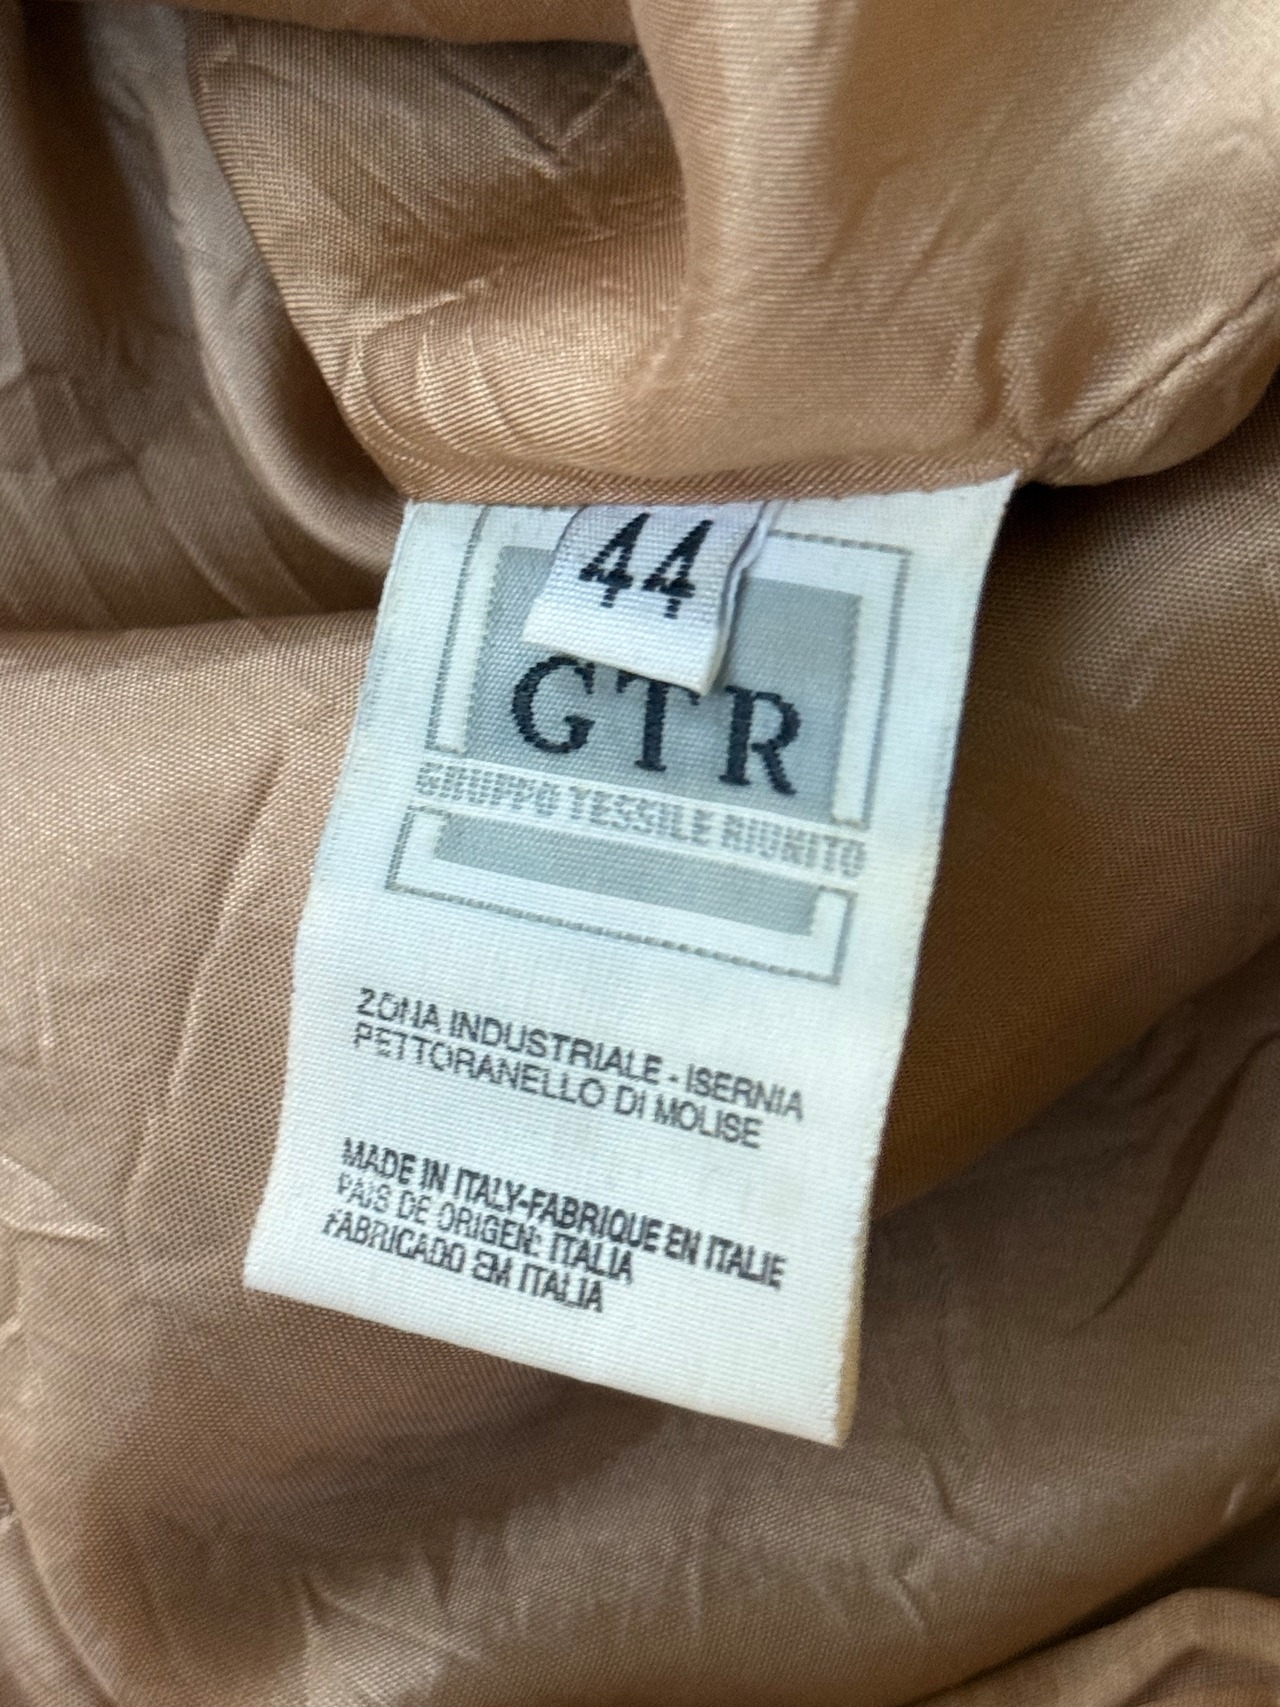 44
GTR
GRUPPO TESSILE RIUNITO
ZONA INDUSTRIALE - ISERNIA
PETTORANELLO DI MOLISE
MADE IN ITALY-FABRIQUE EN ITALIE
PAIS DE ORIGEN: ITALIA
FABRICADO EM ITALIA